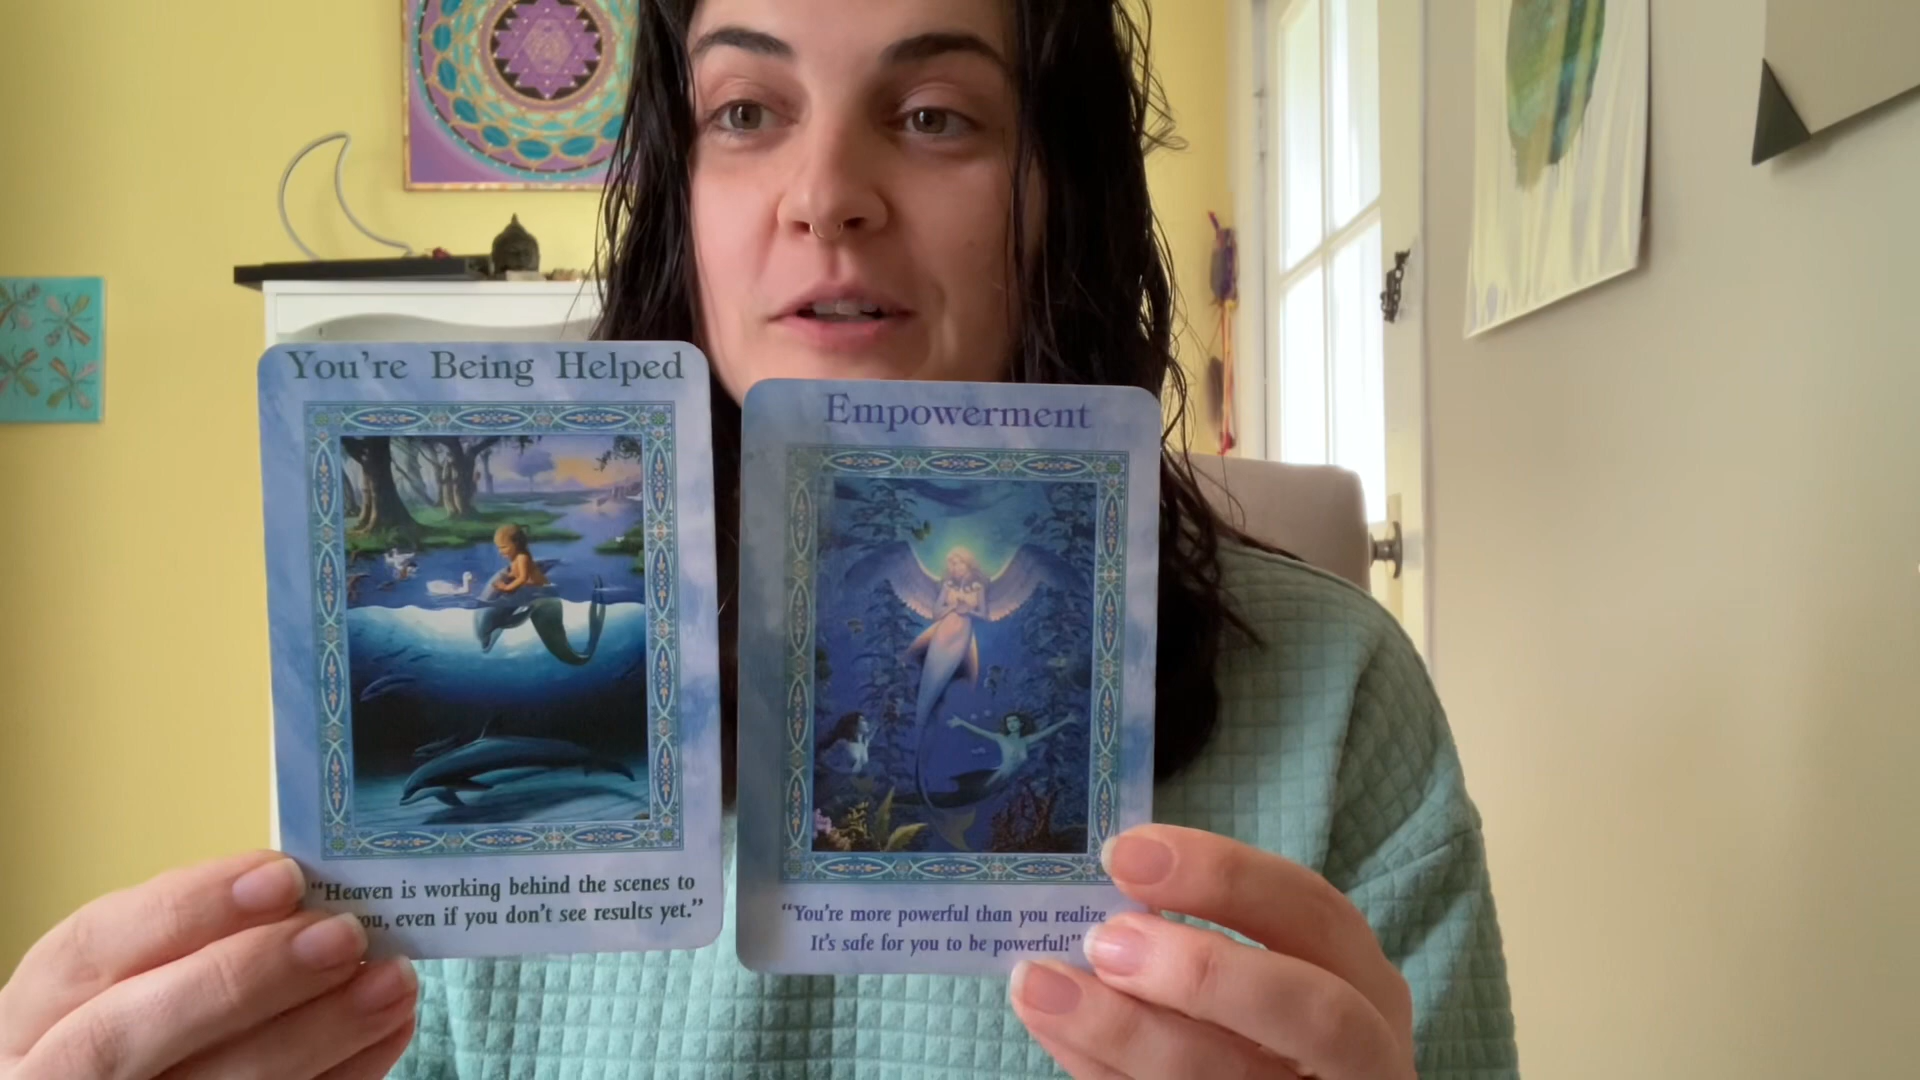 You're Being Helped
"Heaven is working behind the scenes to
you, even if you don't see results yet."
Empowerment
"You're more powerful than you realize
It's safe for you to be powerful!"